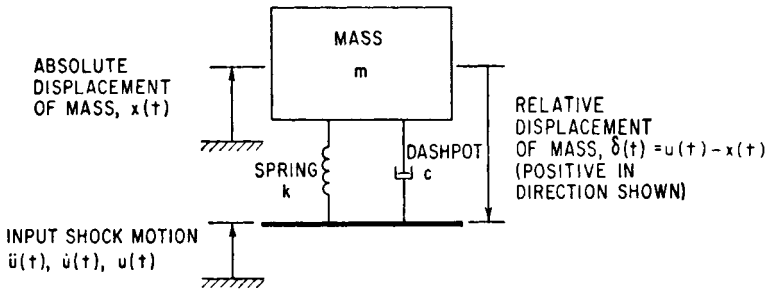 MASS
m
ABSOLUTE
DISPLACEMENT
OF MASS, x(t)
SPRING
k
DASHPOT
c
RELATIVE
DISPLACEMENT
OF MASS, δ(t) = u(t) – x(t)
(POSITIVE IN
DIRECTION SHOWN)
INPUT SHOCK MOTION
ü(t), u̇(t), u(t)